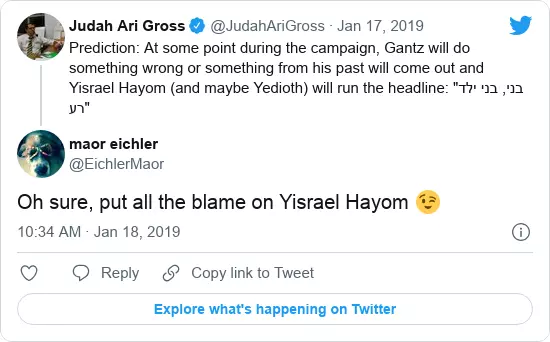 Judah Ari Gross @JudahAriGross · Jan 17, 2019
Prediction: At some point during the campaign, Gantz will do
something wrong or something from his past will come out and
Yisrael Hayom (and maybe Yedioth) will run the headline: "בני, בני ילד
רע"
maor eichler
@EichlerMaor
Oh sure, put all the blame on Yisrael Hayom 😉
10:34 AM · Jan 18, 2019
Reply
Copy link to Tweet
Explore what's happening on Twitter